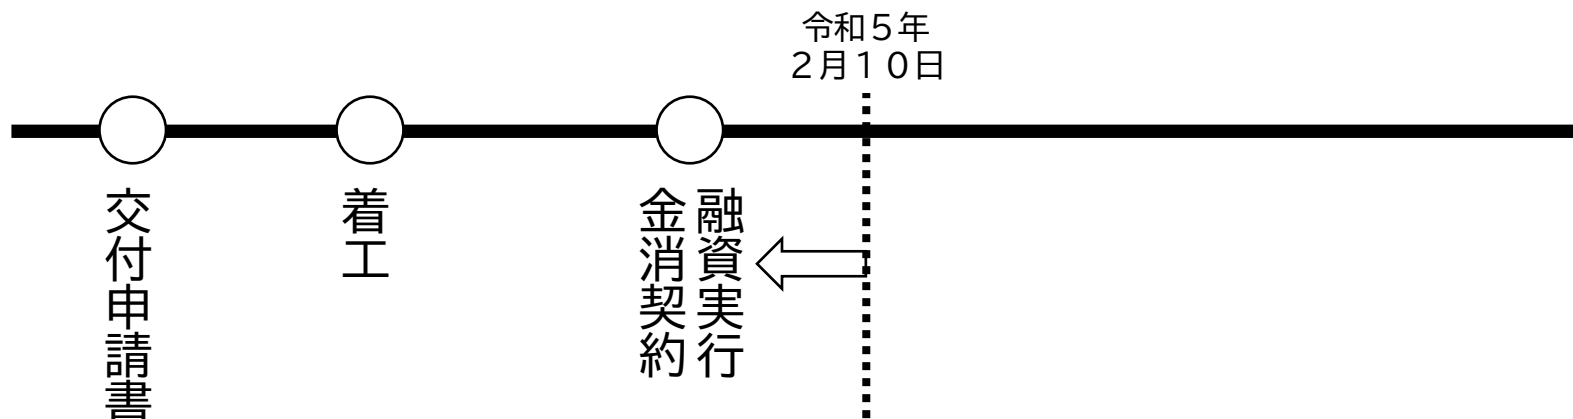 令和５年
２月１０日
交付申請書
着工
融資実行
金消契約